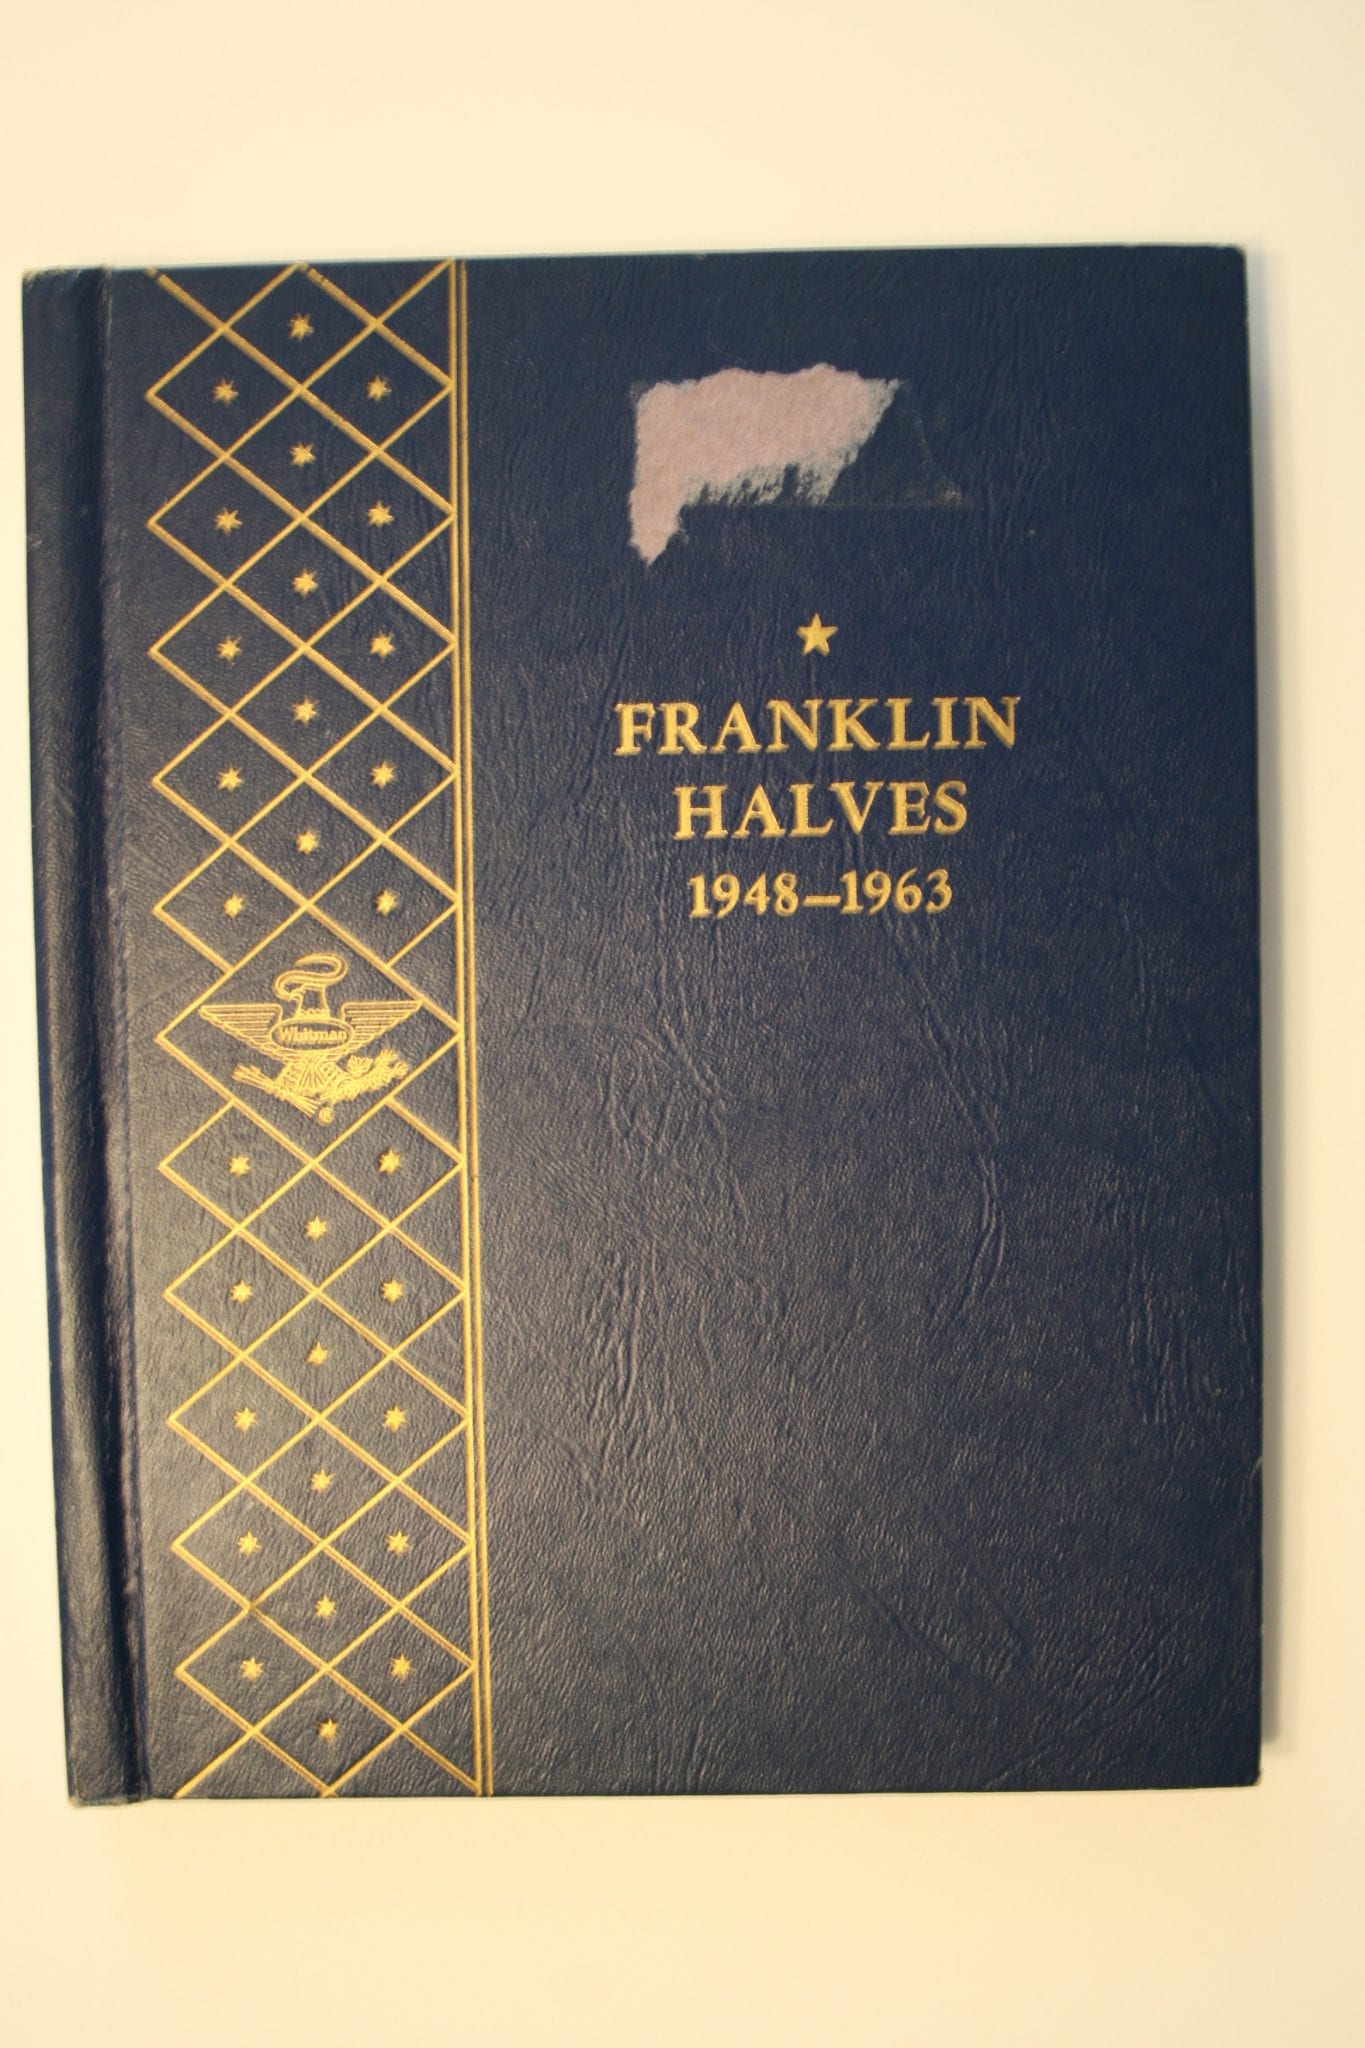 FRANKLIN
HALVES
1948–1963
Whitman
®